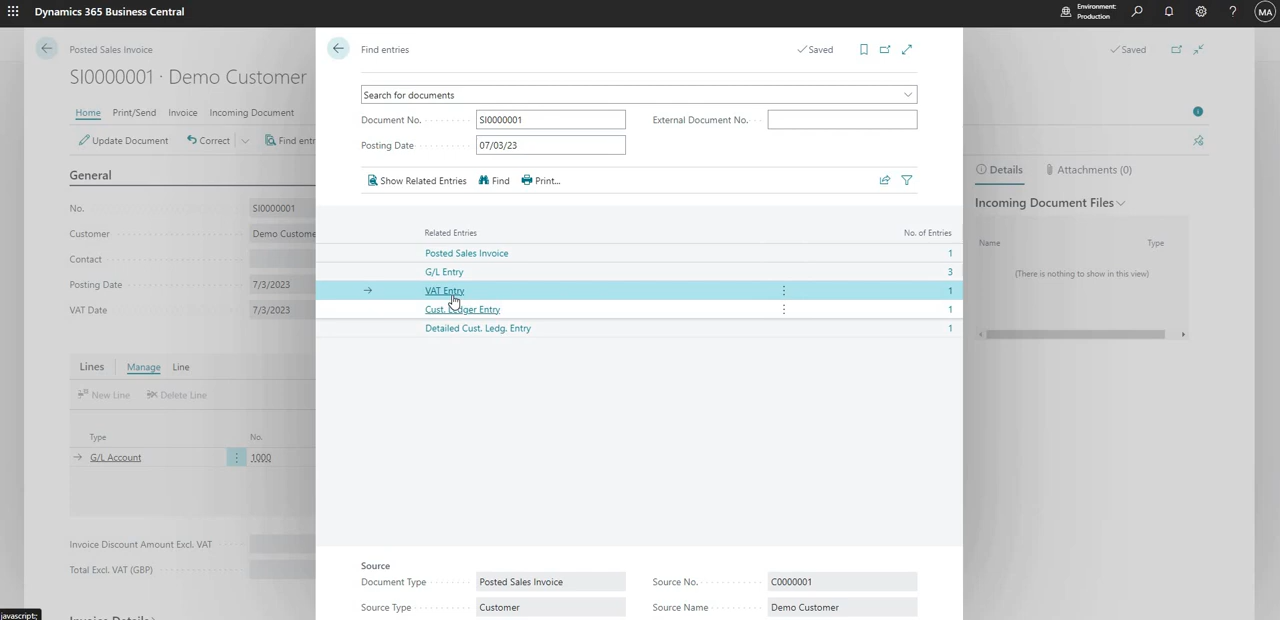 Dynamics 365 Business Central
Environment:
Production
?
MA
Posted Sales Invoice
SI0000001 · Demo Customer
Home
Print/Send
Invoice
Incoming Document
Update Document
Correct
Find entr
General
No.
SI0000001
Customer
Demo Custome
Contact
Posting Date
7/3/2023
VAT Date
7/3/2023
Lines
Manage
Line
New Line
Delete Line
Type
No.
G/L Account
1000
Invoice Discount Amount Excl. VAT
Total Excl. VAT (GBP)
javascript:;
Find entries
Saved
Search for documents
Document No.
SI0000001
External Document No.
Posting Date
07/03/23
Show Related Entries
Find
Print...
Related Entries
No. of Entries
Posted Sales Invoice
1
G/L Entry
3
VAT Entry
1
Cust. Ledger Entry
1
Detailed Cust. Ledg. Entry
1
Source
Document Type
Posted Sales Invoice
Source No.
C0000001
Source Type
Customer
Source Name
Demo Customer
Saved
Details
Attachments (0)
Incoming Document Files
Name
Type
(There is nothing to show in this view)